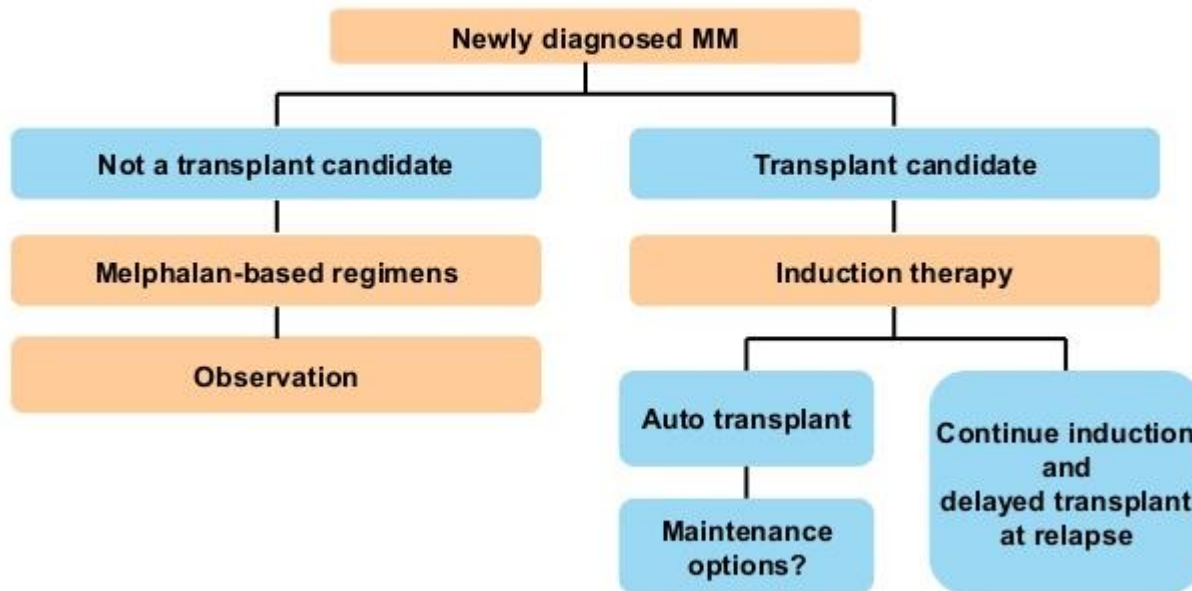 Newly diagnosed MM
Not a transplant candidate
Transplant candidate
Melphalan-based regimens
Induction therapy
Observation
Auto transplant
Continue induction
and
delayed transplant
at relapse
Maintenance
options?